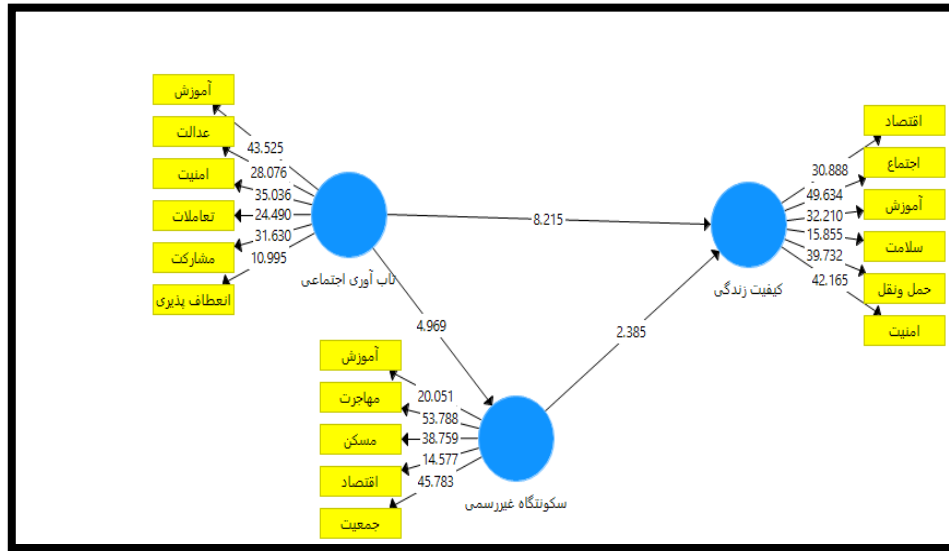 آموزش
عدالت
امنیت
تعاملات
مشارکت
انعطاف پذیری
43.525
28.076
35.036
24.490
31.630
10.995
تاب آوری اجتماعی
8.215
4.969
2.385
اقتصاد
اجتماع
آموزش
سلامت
حمل ونقل
امنیت
30.888
49.634
32.210
15.855
39.732
42.165
کیفیت زندگی
آموزش
مهاجرت
مسکن
اقتصاد
جمعیت
20.051
53.788
38.759
14.577
45.783
سکونتگاه غیررسمی